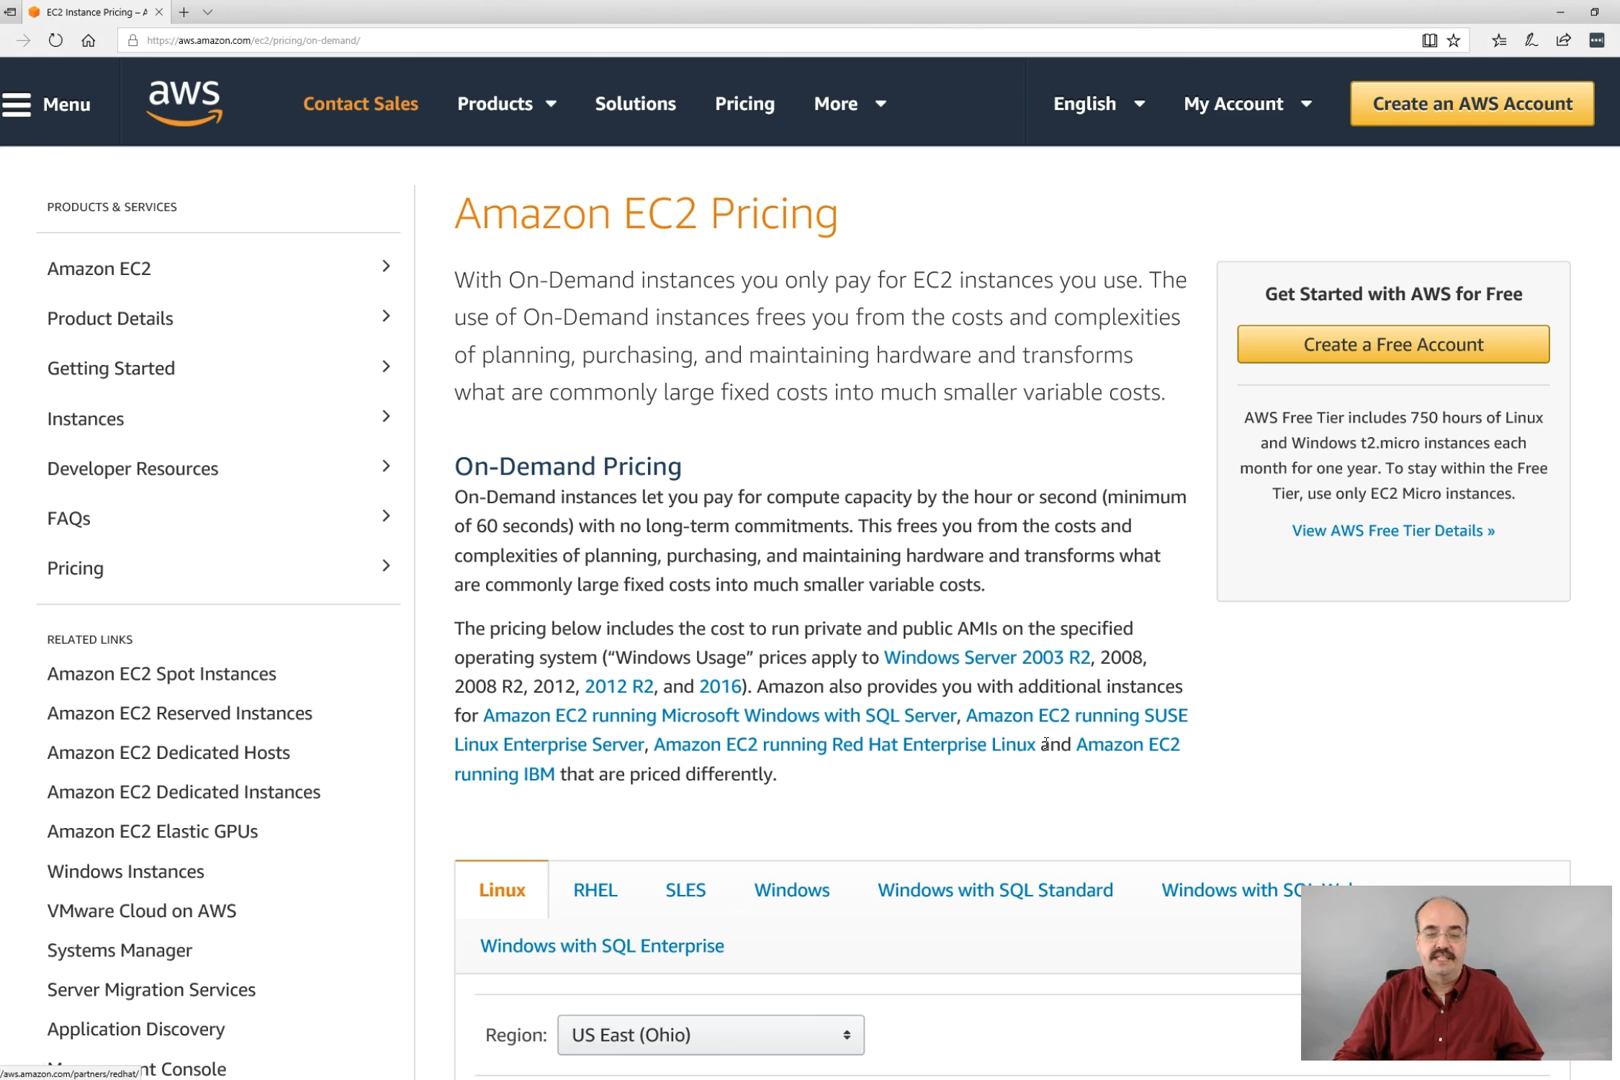 EC2 Instance Pricing – A
https://aws.amazon.com/ec2/pricing/on-demand/
Menu
aws
Contact Sales
Products
Solutions
Pricing
More
English
My Account
Create an AWS Account
PRODUCTS & SERVICES
Amazon EC2
Product Details
Getting Started
Instances
Developer Resources
FAQs
Pricing
RELATED LINKS
Amazon EC2 Spot Instances
Amazon EC2 Reserved Instances
Amazon EC2 Dedicated Hosts
Amazon EC2 Dedicated Instances
Amazon EC2 Elastic GPUs
Windows Instances
VMware Cloud on AWS
Systems Manager
Server Migration Services
Application Discovery
Console
/aws.amazon.com/partners/redhat/
Amazon EC2 Pricing
With On-Demand instances you only pay for EC2 instances you use. The
use of On-Demand instances frees you from the costs and complexities
of planning, purchasing, and maintaining hardware and transforms
what are commonly large fixed costs into much smaller variable costs.
On-Demand Pricing
On-Demand instances let you pay for compute capacity by the hour or second (minimum
of 60 seconds) with no long-term commitments. This frees you from the costs and
complexities of planning, purchasing, and maintaining hardware and transforms what
are commonly large fixed costs into much smaller variable costs.
The pricing below includes the cost to run private and public AMIs on the specified
operating system (“Windows Usage” prices apply to Windows Server 2003 R2, 2008,
2008 R2, 2012, 2012 R2, and 2016). Amazon also provides you with additional instances
for Amazon EC2 running Microsoft Windows with SQL Server, Amazon EC2 running SUSE
Linux Enterprise Server, Amazon EC2 running Red Hat Enterprise Linux and Amazon EC2
running IBM that are priced differently.
Linux
RHEL
SLES
Windows
Windows with SQL Standard
Windows with SQL
Windows with SQL Enterprise
Region:
US East (Ohio)
Get Started with AWS for Free
Create a Free Account
AWS Free Tier includes 750 hours of Linux
and Windows t2.micro instances each
month for one year. To stay within the Free
Tier, use only EC2 Micro instances.
View AWS Free Tier Details »